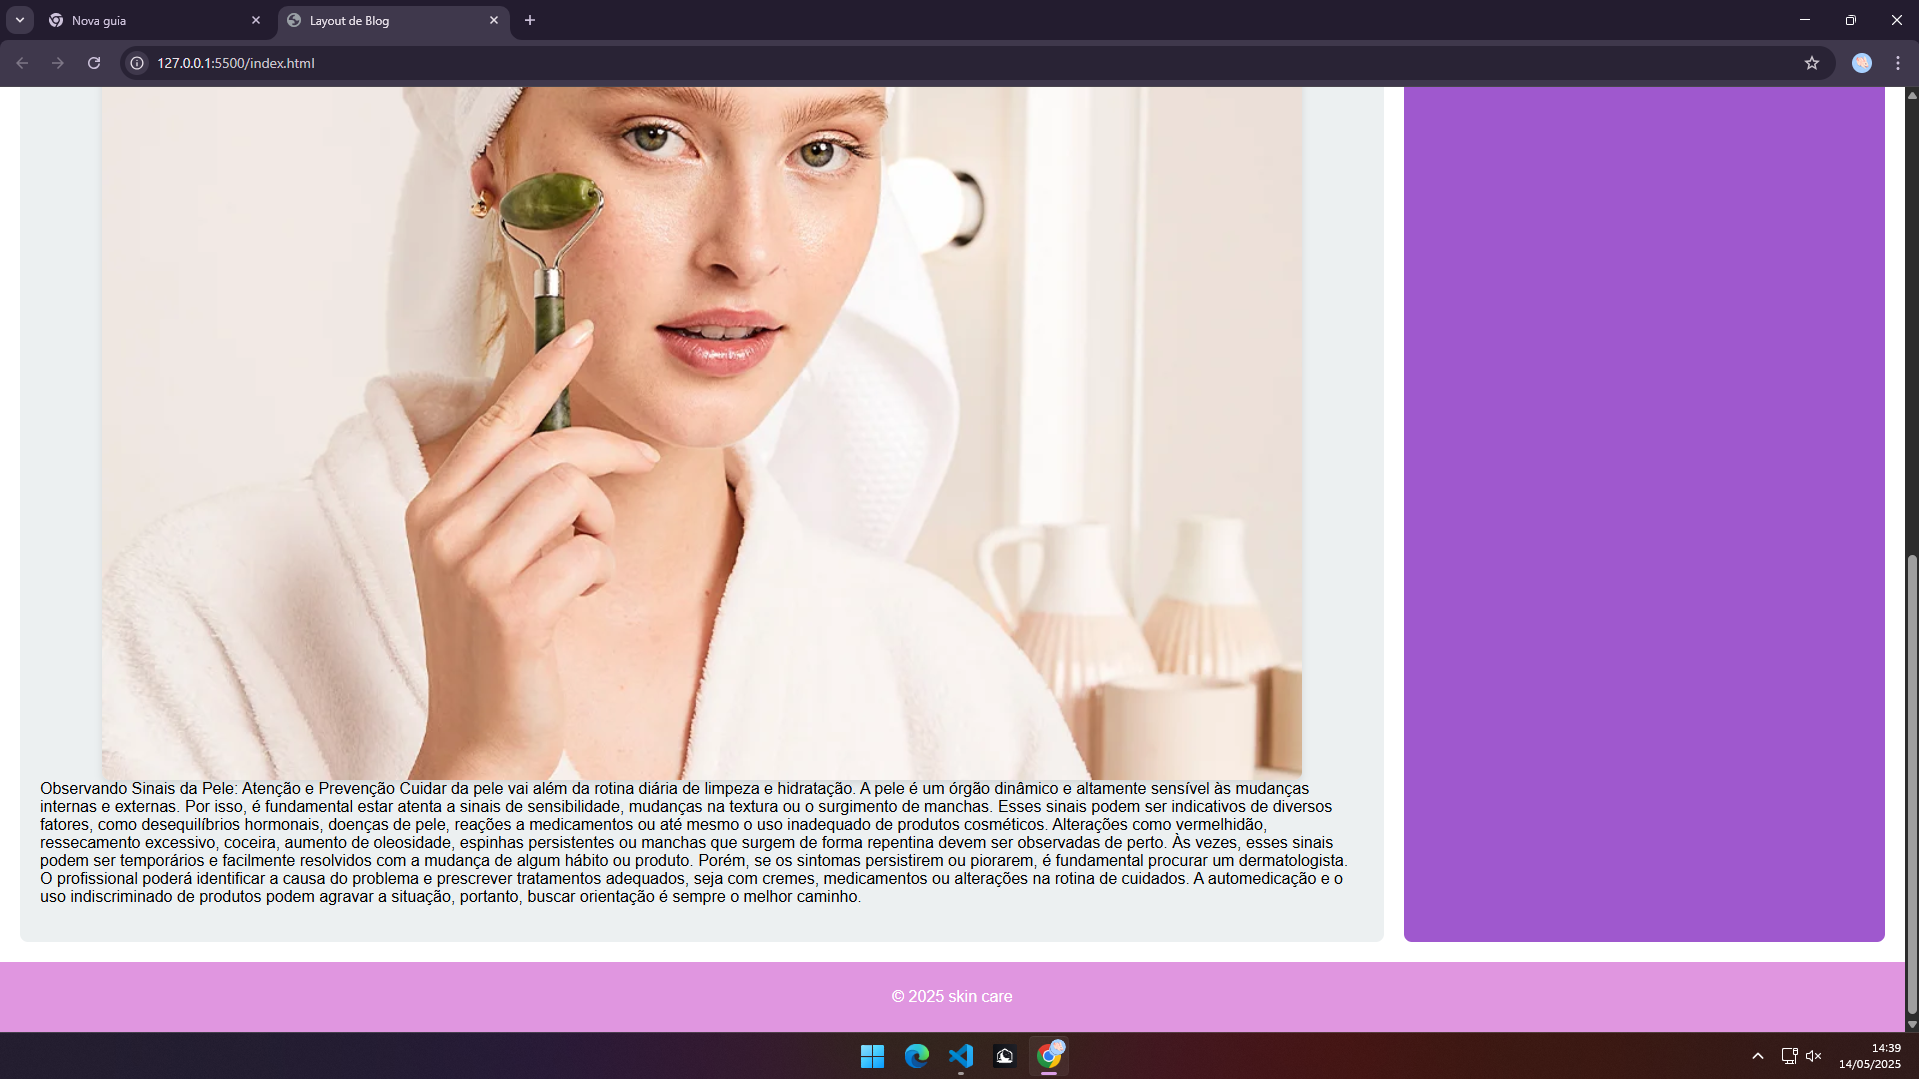 Nova guia
Layout de Blog
127.0.0.1:5500/index.html
Observando Sinais da Pele: Atenção e Prevenção Cuidar da pele vai além da rotina diária de limpeza e hidratação. A pele é um órgão dinâmico e altamente sensível às mudanças
internas e externas. Por isso, é fundamental estar atenta a sinais de sensibilidade, mudanças na textura ou o surgimento de manchas. Esses sinais podem ser indicativos de diversos
fatores, como desequilíbrios hormonais, doenças de pele, reações a medicamentos ou até mesmo o uso inadequado de produtos cosméticos. Alterações como vermelhidão,
ressecamento excessivo, coceira, aumento de oleosidade, espinhas persistentes ou manchas que surgem de forma repentina devem ser observadas de perto. Às vezes, esses sinais
podem ser temporários e facilmente resolvidos com a mudança de algum hábito ou produto. Porém, se os sintomas persistirem ou piorarem, é fundamental procurar um dermatologista.
O profissional poderá identificar a causa do problema e prescrever tratamentos adequados, seja com cremes, medicamentos ou alterações na rotina de cuidados. A automedicação e o
uso indiscriminado de produtos podem agravar a situação, portanto, buscar orientação é sempre o melhor caminho.
© 2025 skin care
14:39
14/05/2025